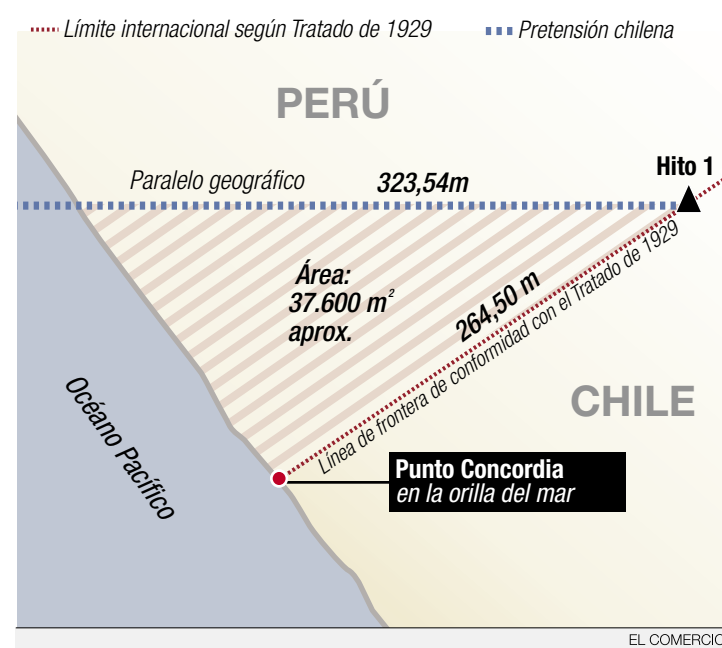 Límite internacional según Tratado de 1929
Pretensión chilena
PERÚ
Hito 1
Paralelo geográfico
323,54m
Área:
37.600 m²
aprox.
264,50 m
Línea de frontera de conformidad con el Tratado de 1929
CHILE
Océano Pacífico
Punto Concordia
en la orilla del mar
EL COMERCIO